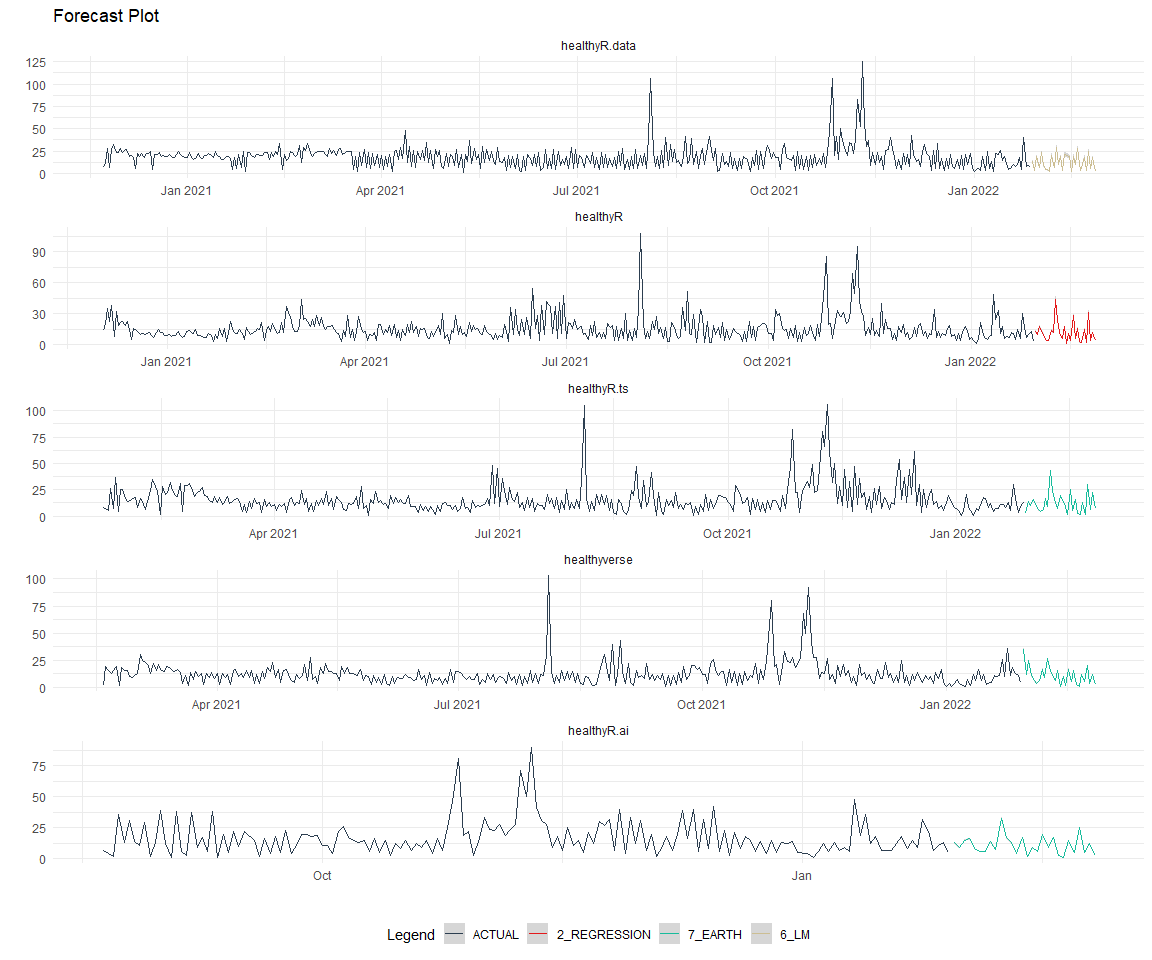 Forecast Plot
healthyR.data
125
100
75
50
25
0
Jan 2021 Apr 2021 Jul 2021 Oct 2021 Jan 2022
healthyR
90
60
30
0
Jan 2021 Apr 2021 Jul 2021 Oct 2021 Jan 2022
healthyR.ts
100
75
50
25
0
Apr 2021 Jul 2021 Oct 2021 Jan 2022
healthyverse
100
75
50
25
0
Apr 2021 Jul 2021 Oct 2021 Jan 2022
healthyR.ai
75
50
25
0
Oct Jan
Legend ACTUAL 2_REGRESSION 7_EARTH 6_LM